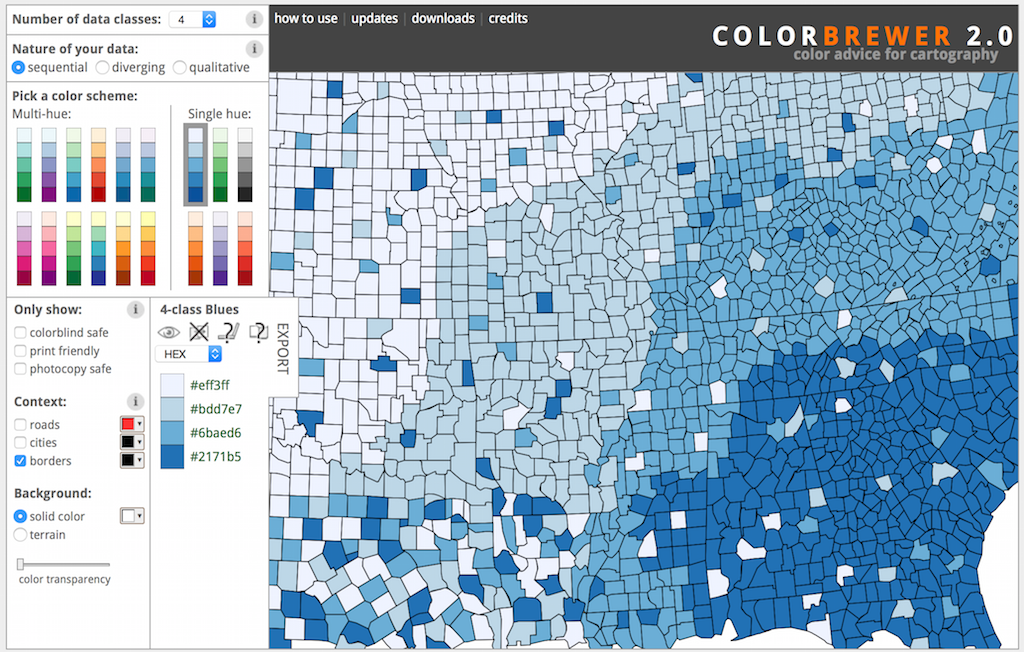 Number of data classes: 4 i
how to use | updates | downloads | credits
COLORBREWER 2.0
color advice for cartography
Nature of your data: i
sequential diverging qualitative
Pick a color scheme:
Multi-hue: Single hue:
Only show: i
colorblind safe
print friendly
photocopy safe
Context: i
roads
cities
borders
Background:
solid color
terrain
color transparency
4-class Blues
? ?
HEX
EXPORT
#eff3ff
#bdd7e7
#6baed6
#2171b5